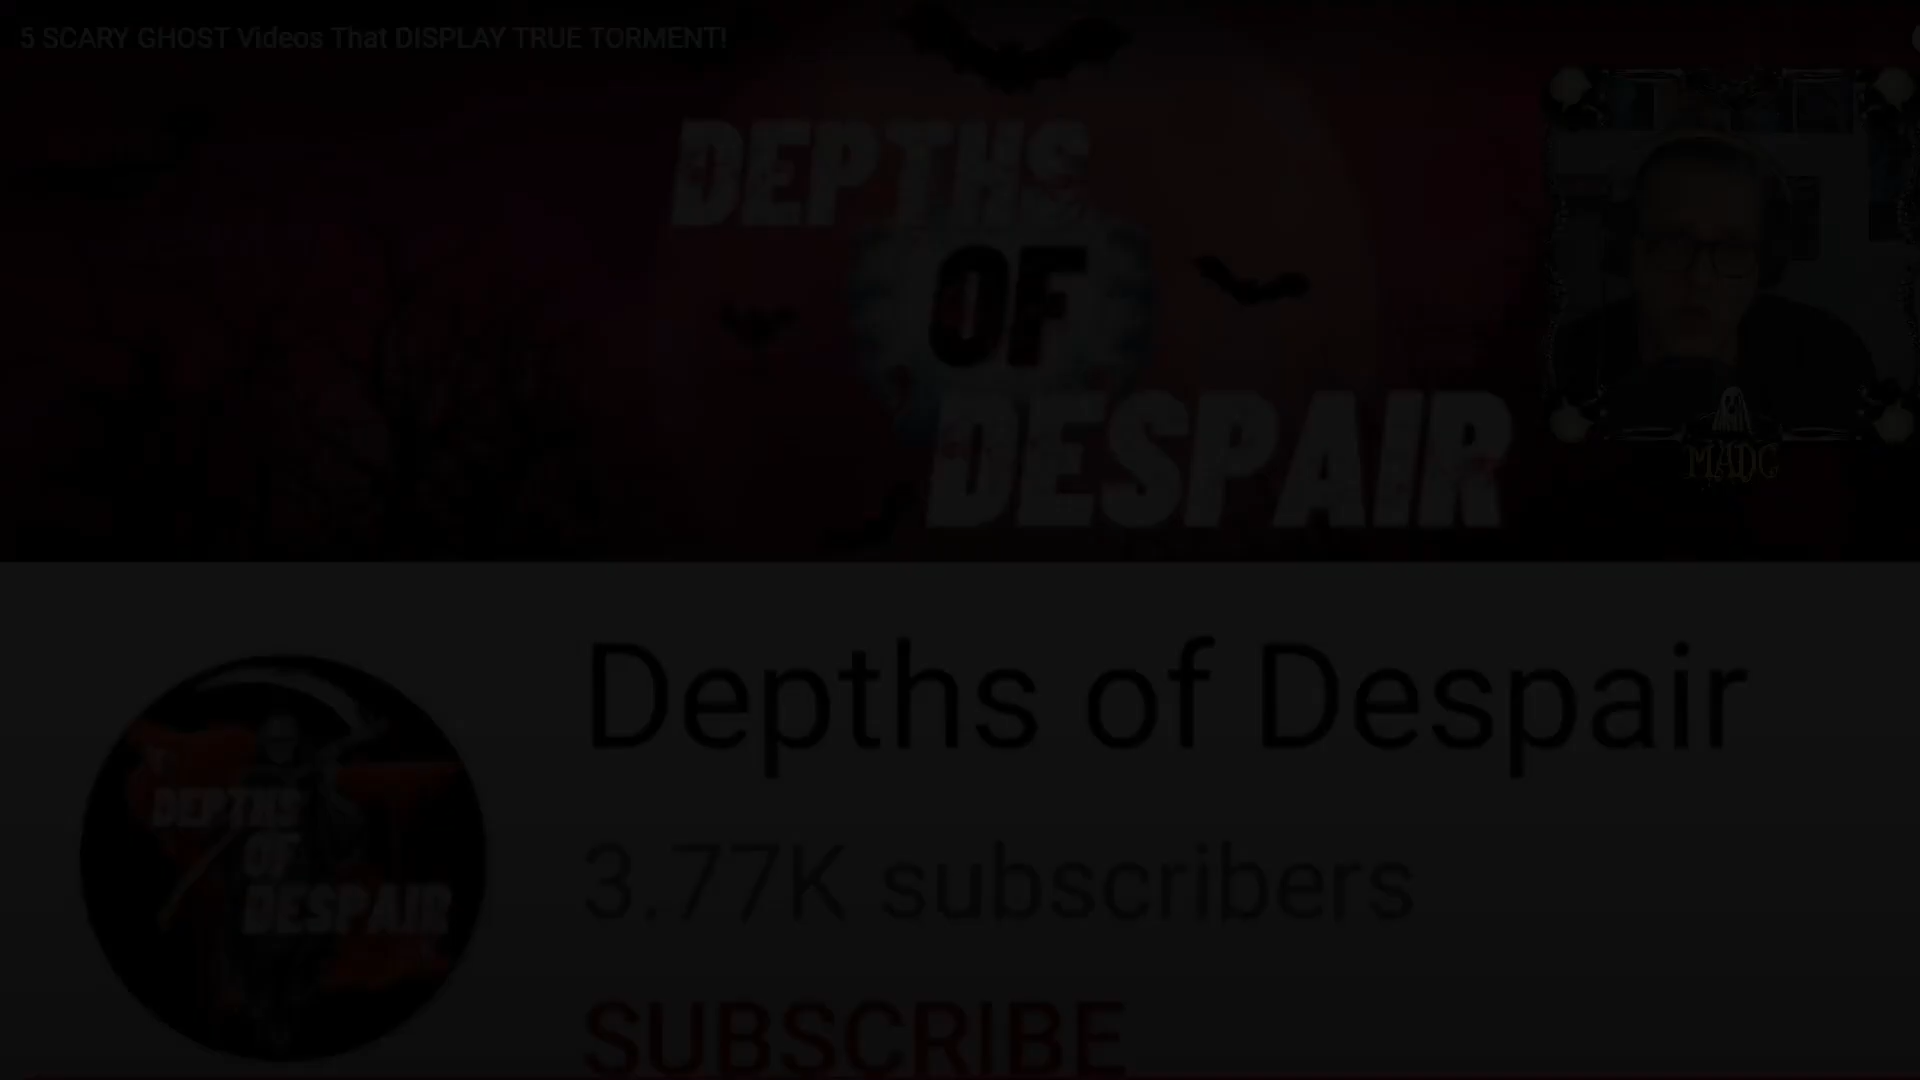 5 SCARY GHOST Videos That DISPLAY TRUE TORMENT!
DEPTHS
OF
DESPAIR
MADG
Depths of Despair
3.77K subscribers
DEPTHS
OF
DESPAIR
SUBSCRIBE